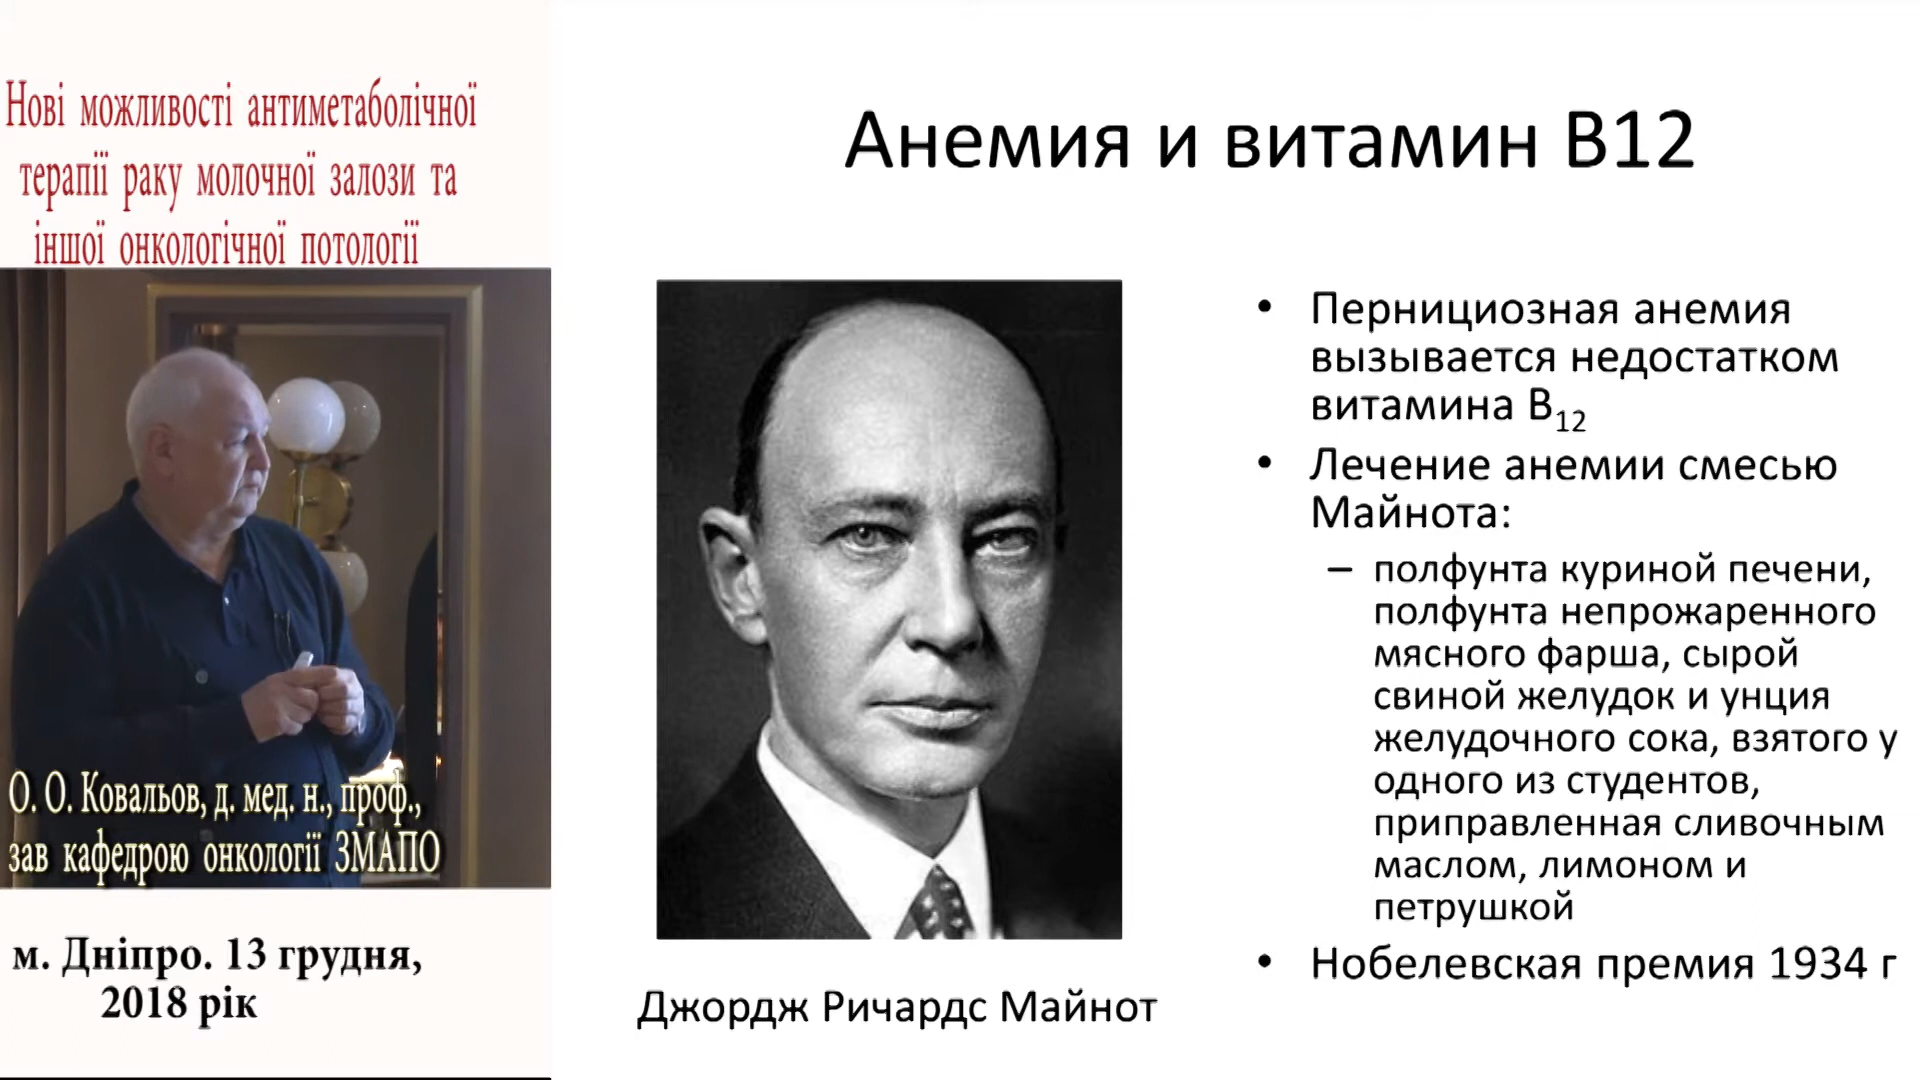 Нові можливості антиметаболічної
терапії раку молочної залози та
іншої онкологічної потології
О. О. Ковальов, д. мед. н., проф.,
зав кафедрою онкології ЗМАПО
м. Дніпро. 13 грудня,
2018 рік
Анемия и витамин В12
Джордж Ричардс Майнот
• Пернициозная анемия
вызывается недостатком
витамина В12
• Лечение анемии смесью
Майнота:
– полфунта куриной печени,
полфунта непрожаренного
мясного фарша, сырой
свиной желудок и унция
желудочного сока, взятого у
одного из студентов,
приправленная сливочным
маслом, лимоном и
петрушкой
• Нобелевская премия 1934 г